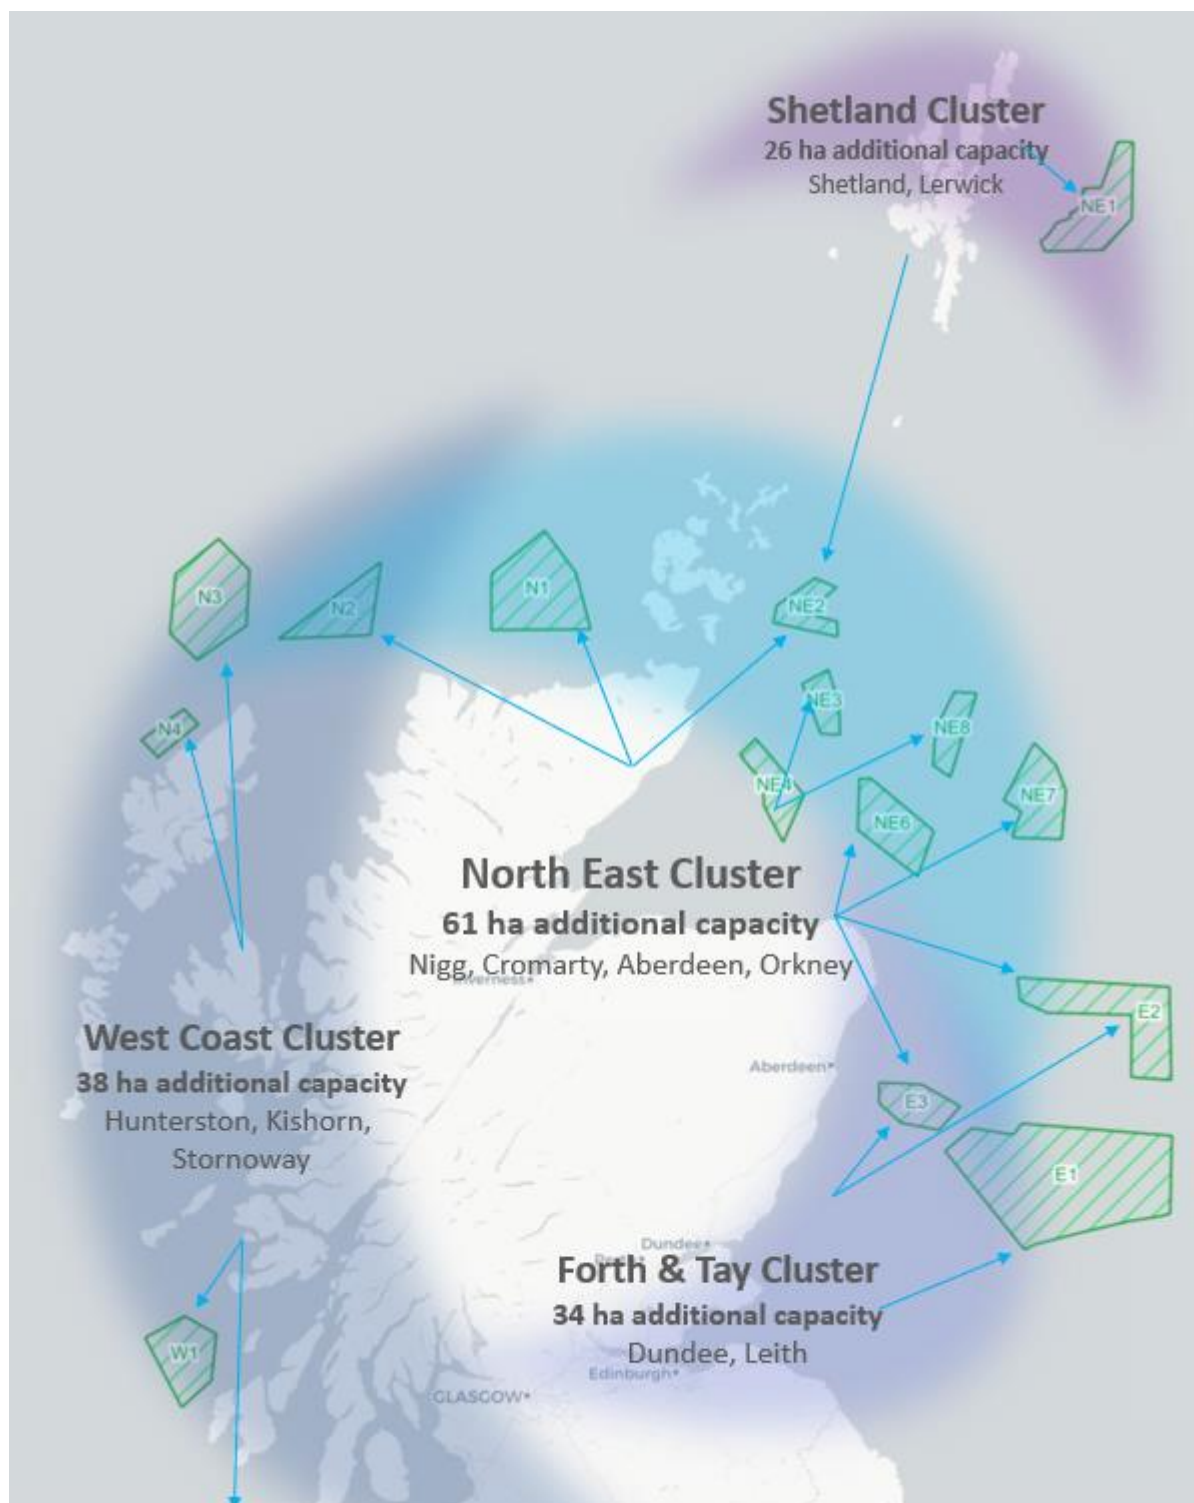 Shetland Cluster
26 ha additional capacity
Shetland, Lerwick
NE1
N3
N2
N1
NE2
N4
NE3
NE8
NE4
NE7
NE6
North East Cluster
61 ha additional capacity
Nigg, Cromarty, Aberdeen, Orkney
Inverness
West Coast Cluster
38 ha additional capacity
Hunterston, Kishorn,
Stornoway
E2
Aberdeen
E3
E1
Dundee
Forth & Tay Cluster
34 ha additional capacity
Dundee, Leith
W1
Edinburgh
GLASGOW